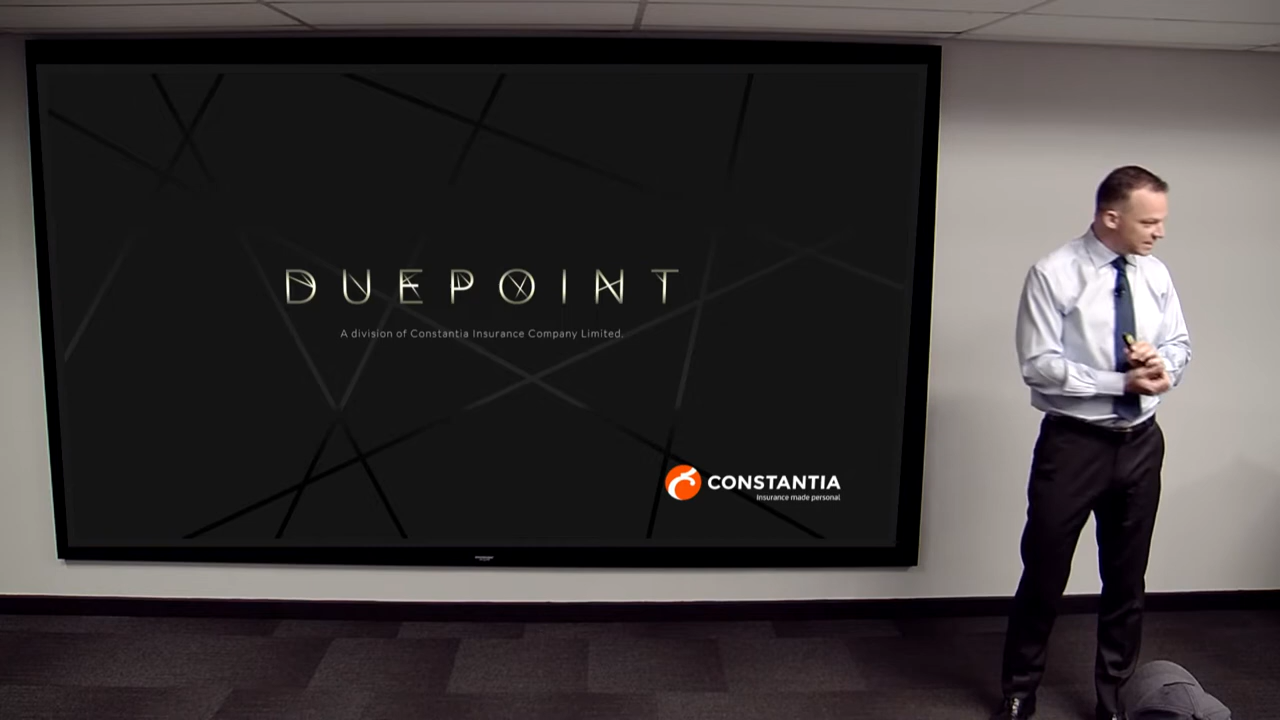 DUEPOINT
A division of Constantia Insurance Company Limited.
CONSTANTIA
Insurance made personal